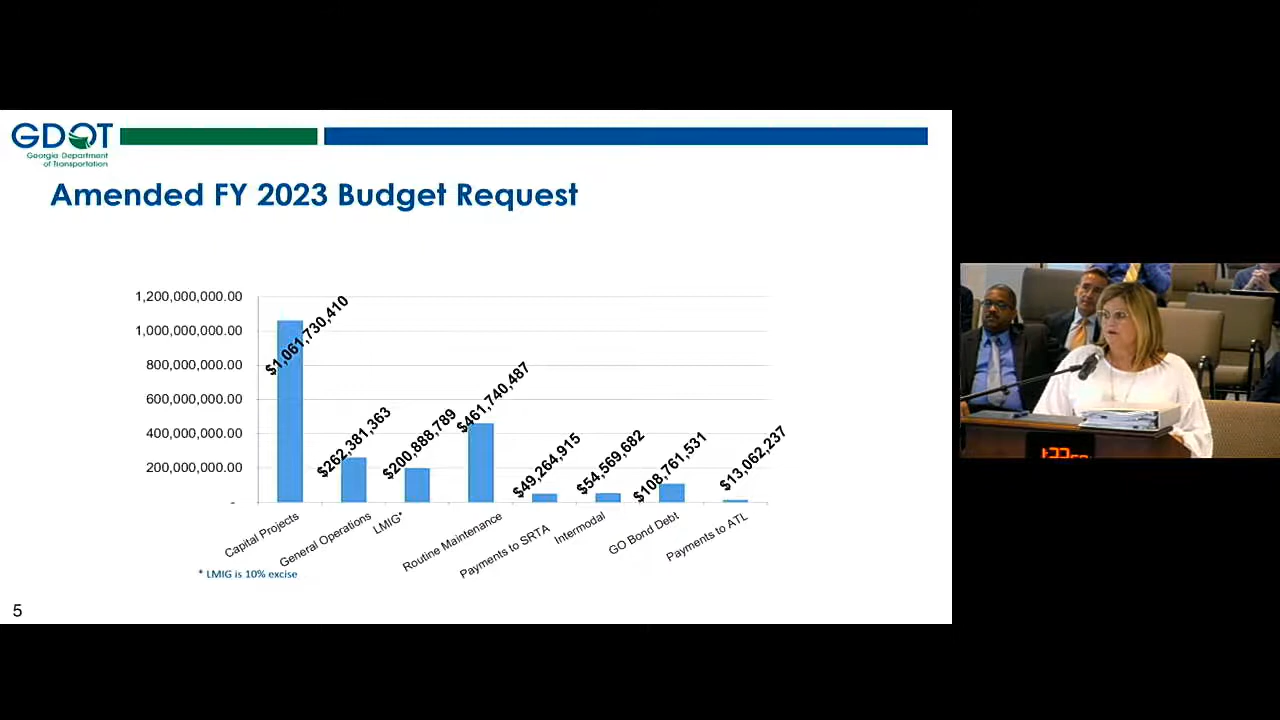 GDOT
Georgia Department
of Transportation
Amended FY 2023 Budget Request
1,200,000,000.00
1,000,000,000.00
800,000,000.00
600,000,000.00
400,000,000.00
200,000,000.00
-
$1,061,730,410
$262,381,363
$200,888,789
$461,740,487
$49,264,915
$54,569,682
$108,761,531
$13,062,237
Capital Projects
General Operations
LMIG*
Routine Maintenance
Payments to SRTA
Intermodal
GO Bond Debt
Payments to ATL
* LMIG is 10% excise
5